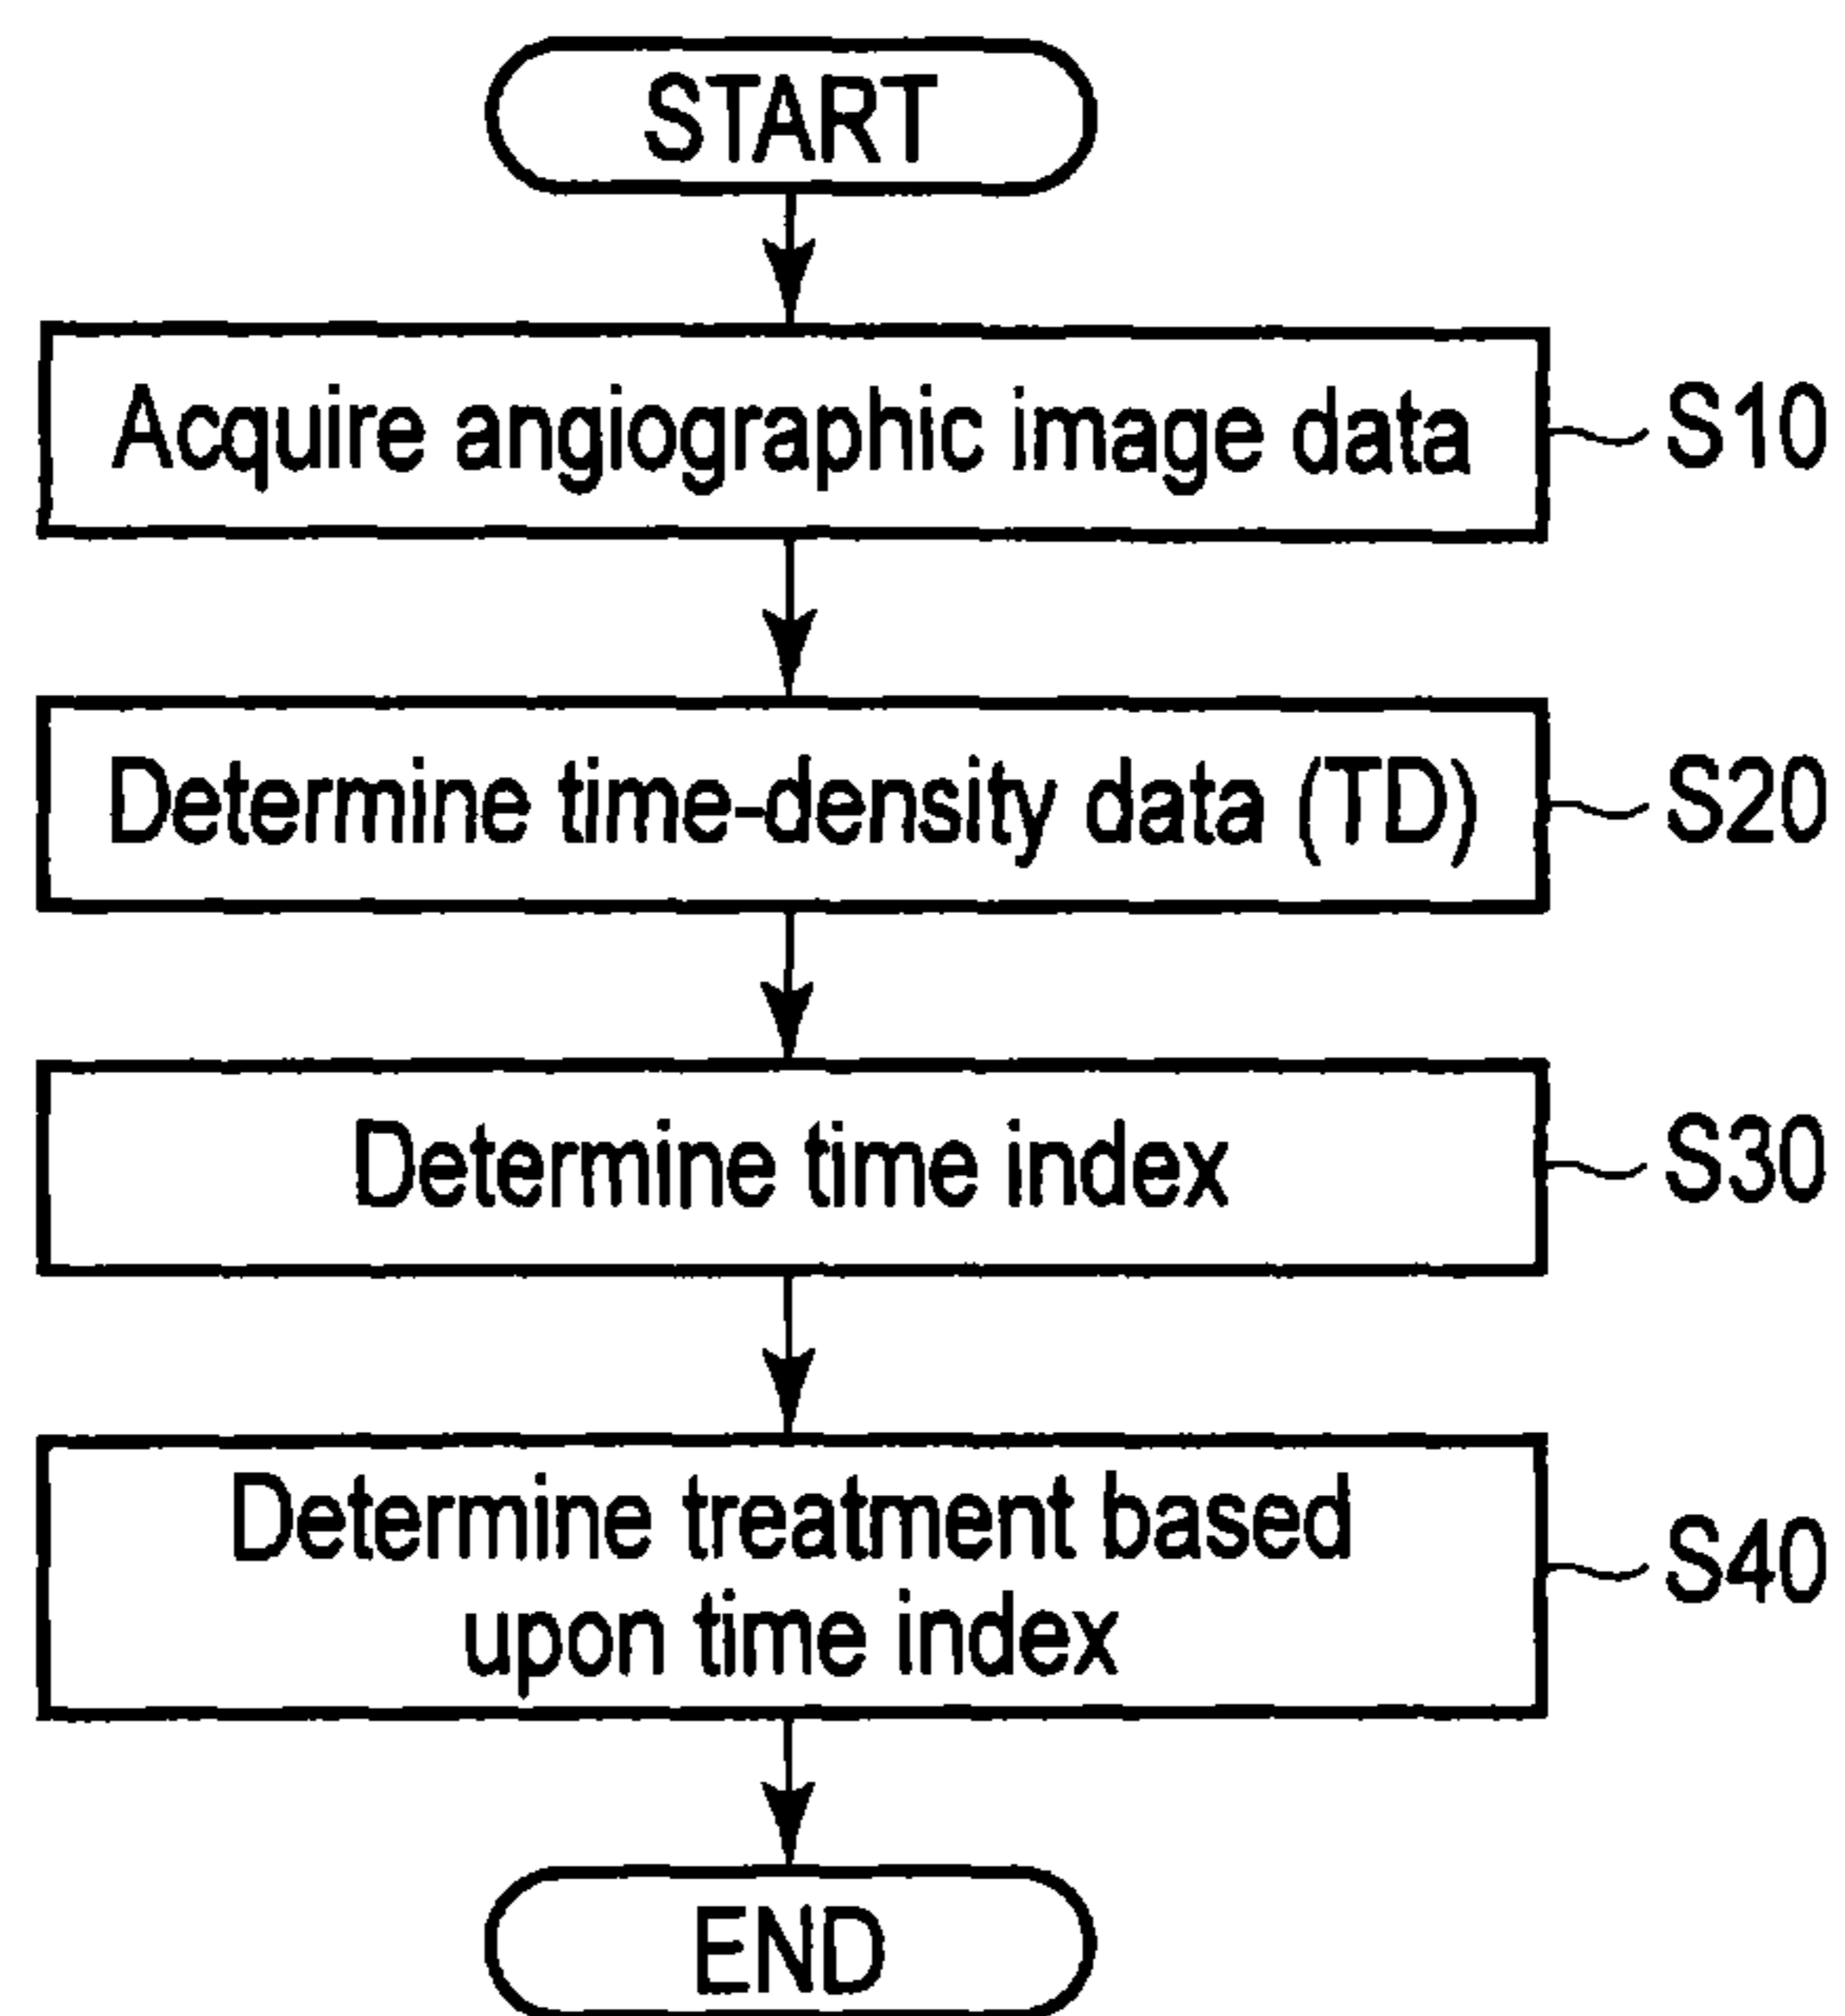 START
Acquire angiographic image data
S10
Determine time-density data (TD)
S20
Determine time index
S30
Determine treatment based
upon time index
S40
END